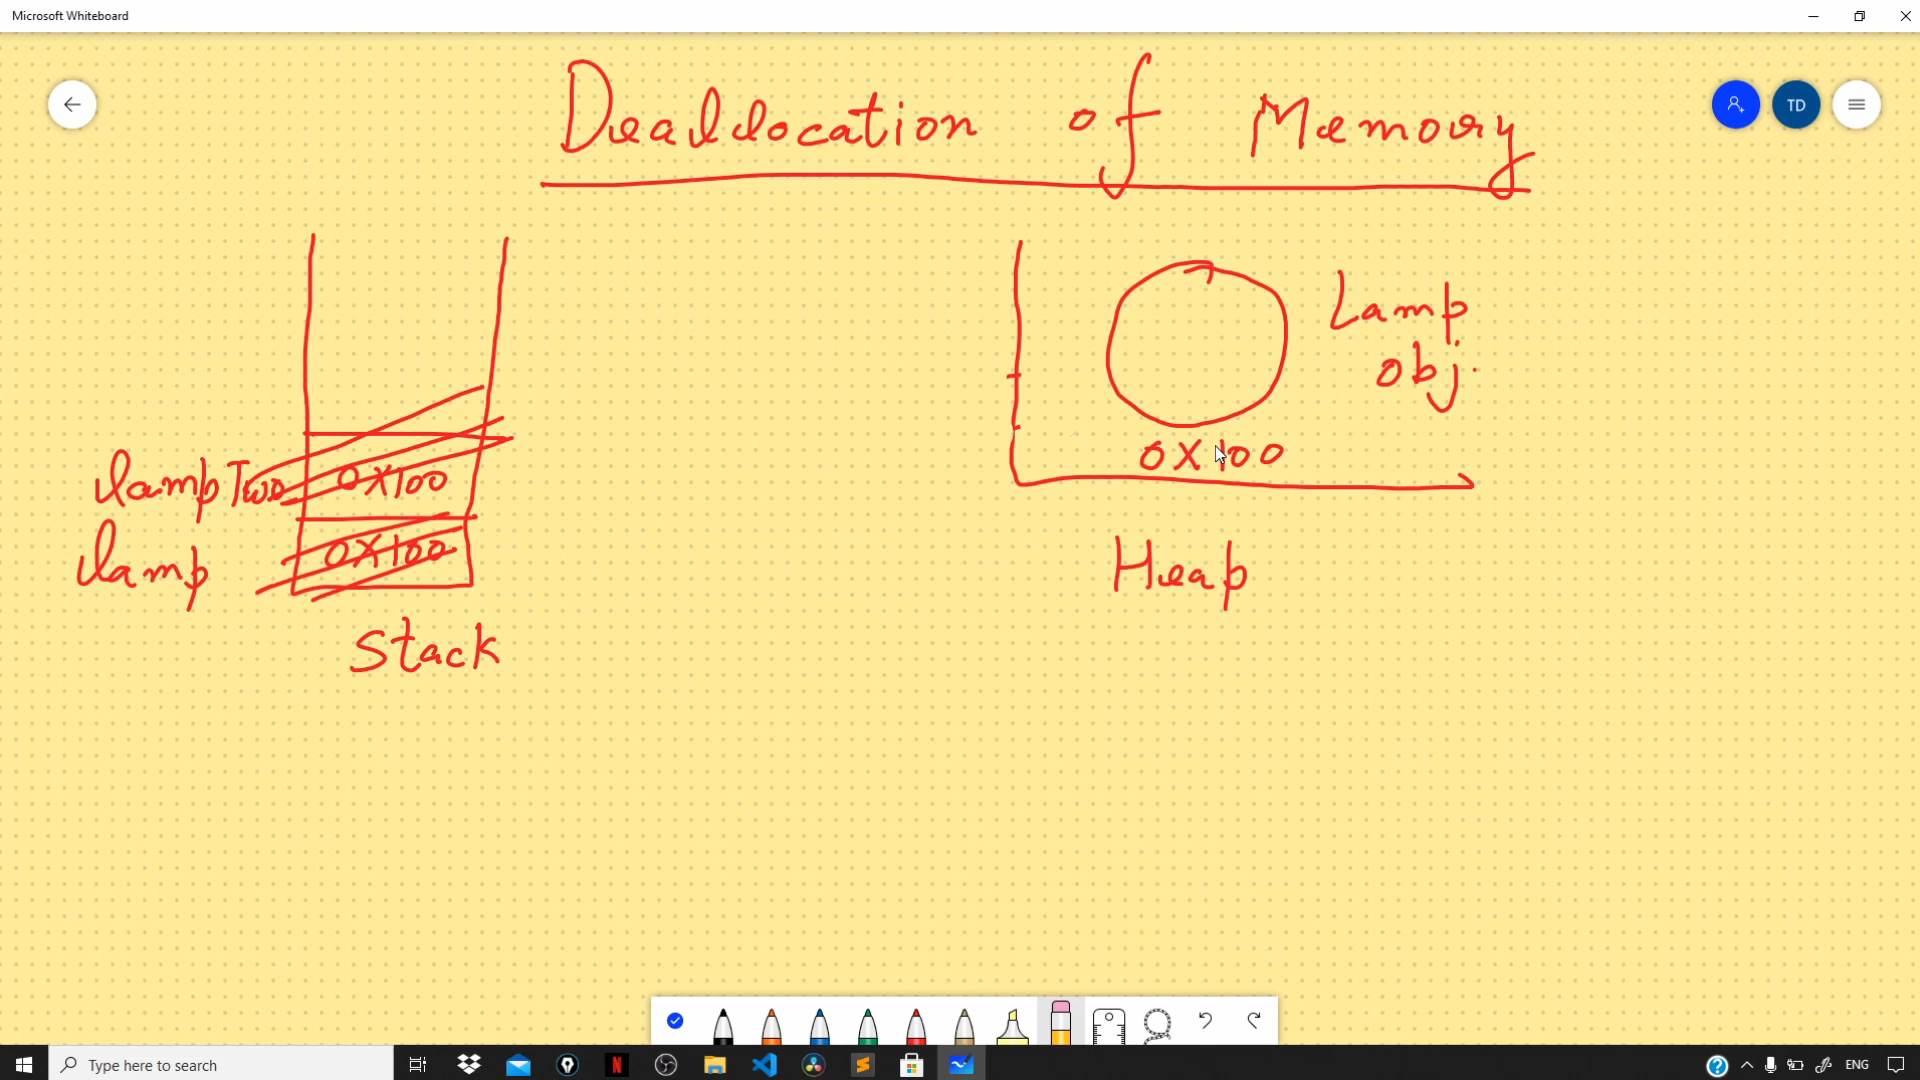 Microsoft Whiteboard
Deallocation of Memory
TD
Lamp
obj.
lampTwo 0X100
0X100
lamp 0X100
Heap
Stack
Type here to search
N
ENG